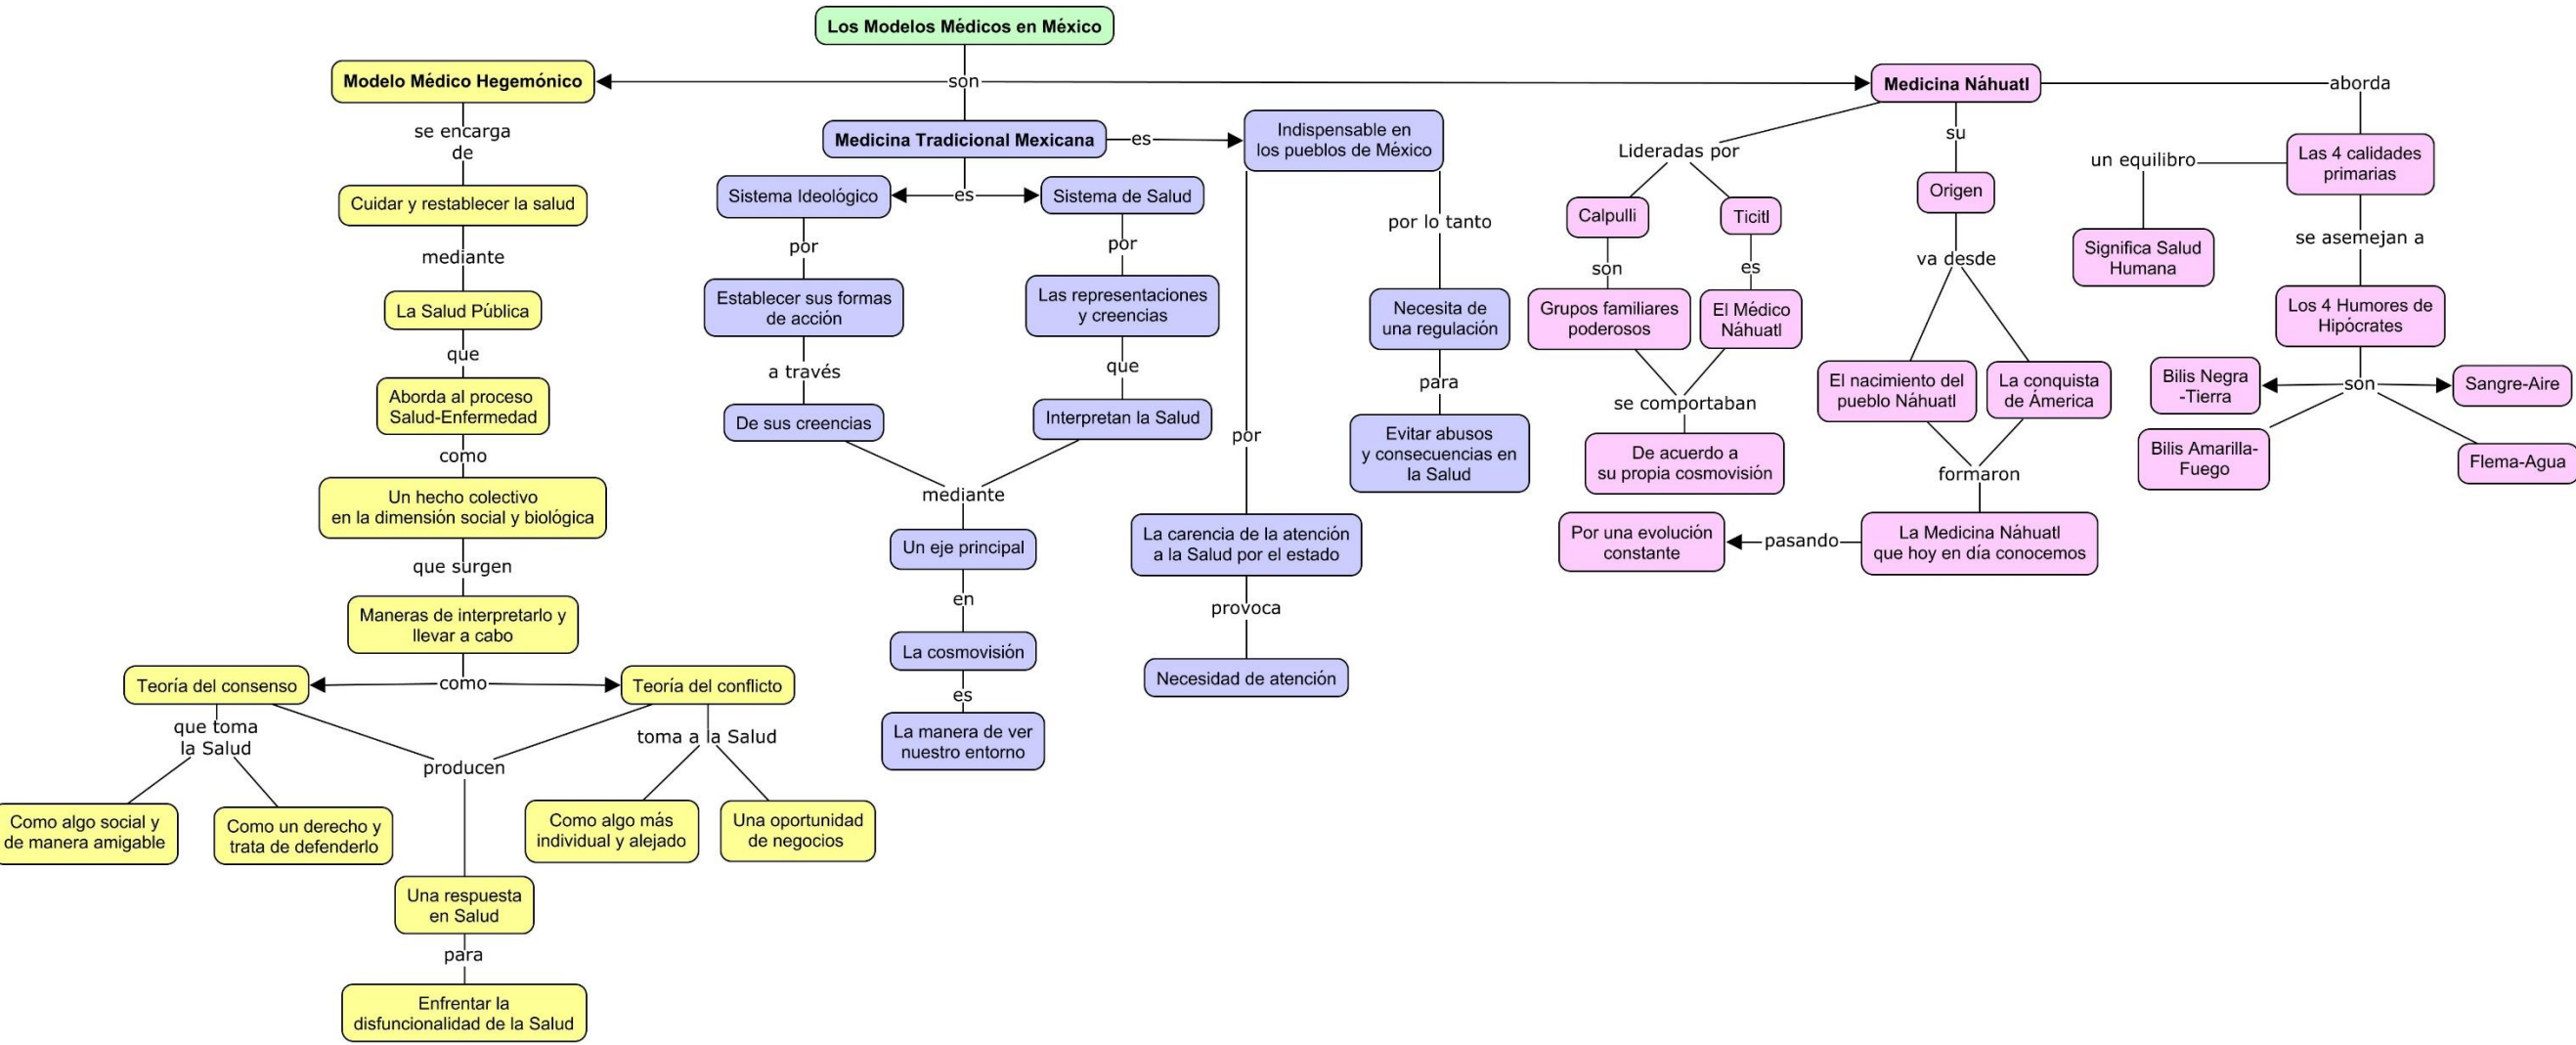 Los Modelos Médicos en México
son
Modelo Médico Hegemónico
se encarga
de
Cuidar y restablecer la salud
mediante
La Salud Pública
que
Aborda al proceso
Salud-Enfermedad
como
Un hecho colectivo
en la dimensión social y biológica
que surgen
Maneras de interpretarlo y
llevar a cabo
como
Teoría del consenso
que toma
la Salud
Como algo social y
de manera amigable
Como un derecho y
trata de defenderlo
Teoría del conflicto
toma a la Salud
Como algo más
individual y alejado
Una oportunidad
de negocios
producen
Una respuesta
en Salud
para
Enfrentar la
disfuncionalidad de la Salud
Medicina Tradicional Mexicana
es
Sistema Ideológico
por
Establecer sus formas
de acción
a través
De sus creencias
Sistema de Salud
por
Las representaciones
y creencias
que
Interpretan la Salud
mediante
Un eje principal
en
La cosmovisión
es
La manera de ver
nuestro entorno
es
Indispensable en
los pueblos de México
por
La carencia de la atención
a la Salud por el estado
provoca
Necesidad de atención
por lo tanto
Necesita de
una regulación
para
Evitar abusos
y consecuencias en
la Salud
Medicina Náhuatl
Lideradas por
Calpulli
son
Grupos familiares
poderosos
Ticitl
es
El Médico
Náhuatl
se comportaban
De acuerdo a
su propia cosmovisión
su
Origen
va desde
El nacimiento del
pueblo Náhuatl
La conquista
de Ámerica
formaron
La Medicina Náhuatl
que hoy en día conocemos
pasando
Por una evolución
constante
aborda
Las 4 calidades
primarias
un equilibro
Significa Salud
Humana
se asemejan a
Los 4 Humores de
Hipócrates
son
Bilis Negra
-Tierra
Sangre-Aire
Bilis Amarilla-
Fuego
Flema-Agua